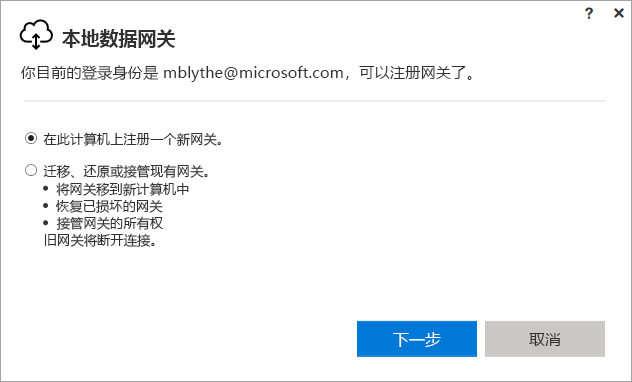 ? ×
本地数据网关
你目前的登录身份是 mblythe@microsoft.com，可以注册网关了。
在此计算机上注册一个新网关。
迁移、还原或接管现有网关。
• 将网关移到新计算机中
• 恢复已损坏的网关
• 接管网关的所有权
旧网关将断开连接。
下一步 取消